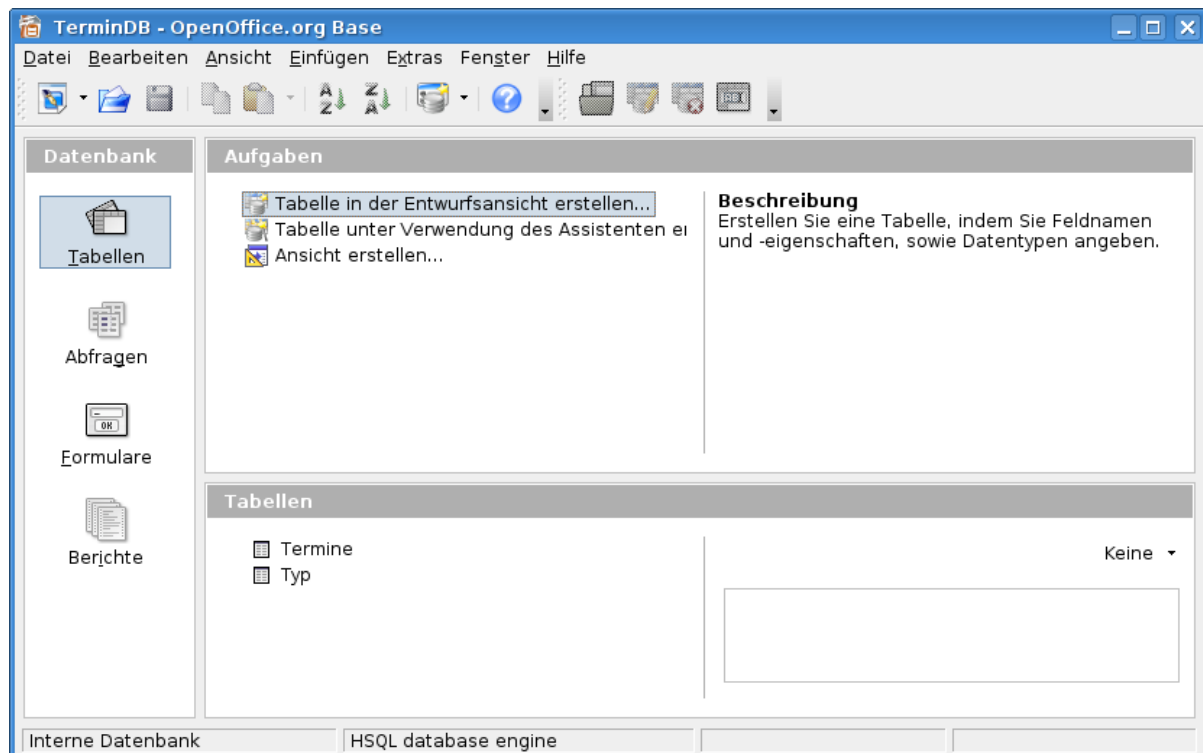 TerminDB - OpenOffice.org Base
Datei Bearbeiten Ansicht Einfügen Extras Fenster Hilfe
Datenbank
Tabellen
Abfragen
Formulare
Berichte
Aufgaben
Tabelle in der Entwurfsansicht erstellen...
Tabelle unter Verwendung des Assistenten
Ansicht erstellen...
Beschreibung
Erstellen Sie eine Tabelle, indem Sie Feldnamen
und -eigenschaften, sowie Datentypen angeben.
Tabellen
Termine
Typ
Keine
Interne Datenbank
HSQL database engine